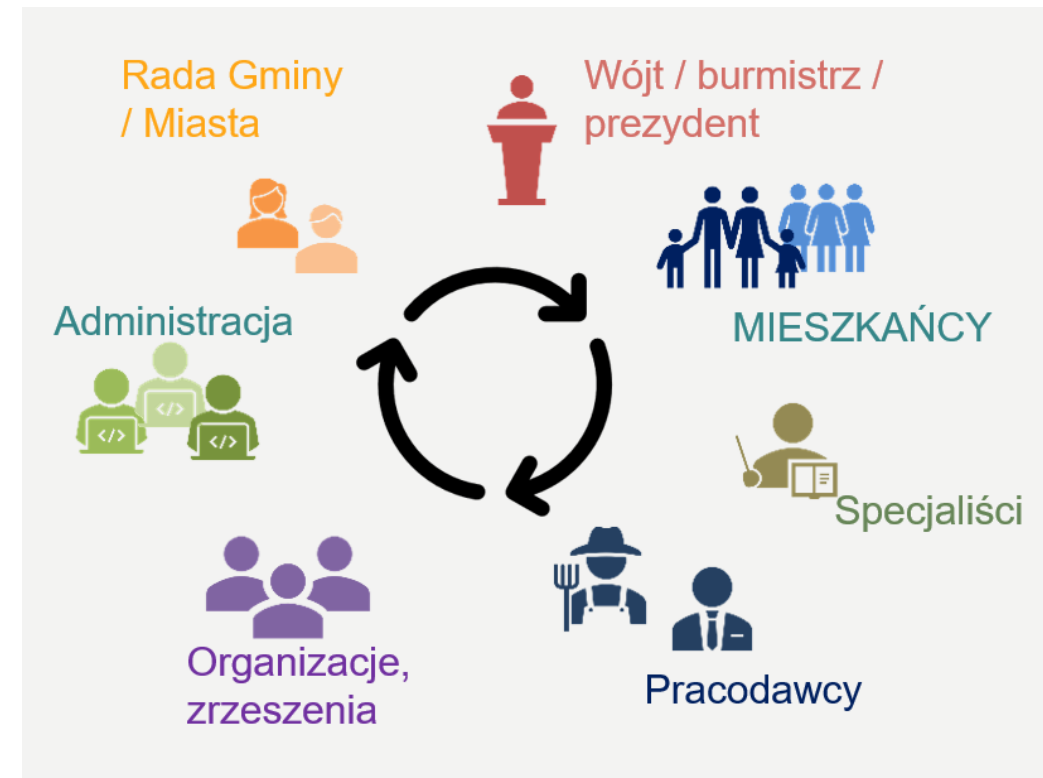 Rada Gminy
/ Miasta
Wójt / burmistrz /
prezydent
Administracja
MIESZKAŃCY
</>
</>
</>
Specjaliści
Organizacje,
zrzeszenia
Pracodawcy